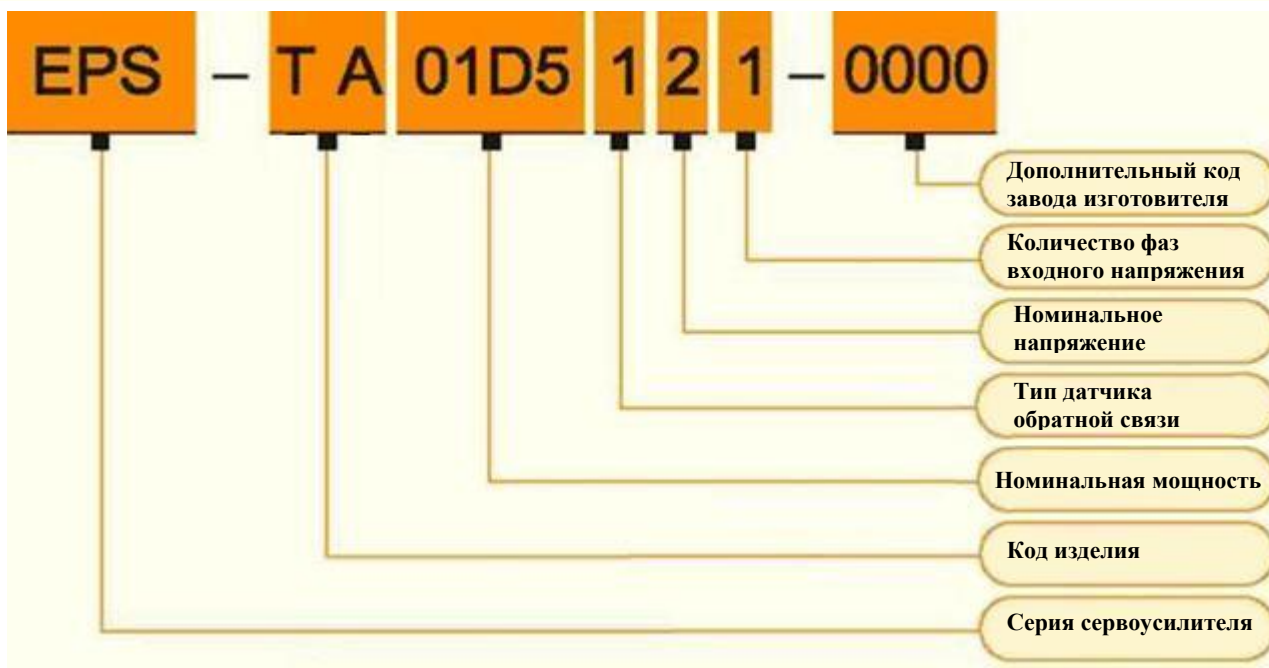 EPS – T A 01D5 1 2 1 – 0000
Дополнительный код
завода изготовителя
Количество фаз
входного напряжения
Номинальное
напряжение
Тип датчика
обратной связи
Номинальная мощность
Код изделия
Серия сервоусилителя